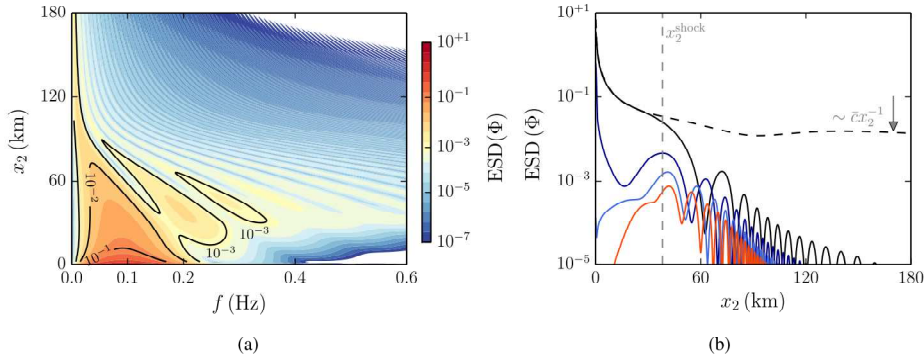 180
120
60
0
0.0
0.1
0.2
0.4
0.6
x₂ (km)
f (Hz)
10⁻²
10⁻¹
10⁻³
10⁻³
10⁺¹
10⁻¹
10⁻³
10⁻⁵
10⁻⁷
ESD(Φ)
(a)
10⁺¹
10⁻¹
10⁻³
10⁻⁵
ESD (Φ)
x₂ˢʰᵒᶜᵏ
∼ c̄x₂⁻¹
0
60
120
180
x₂ (km)
(b)